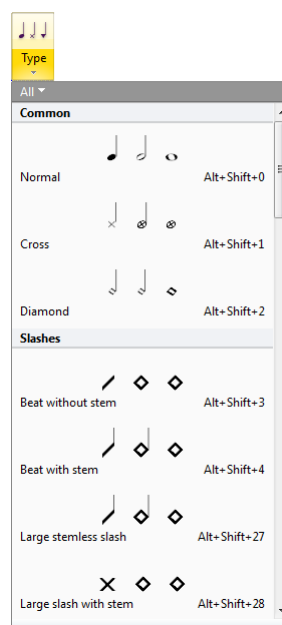 Type
All
Common
Normal Alt+Shift+0
Cross Alt+Shift+1
Diamond Alt+Shift+2
Slashes
Beat without stem Alt+Shift+3
Beat with stem Alt+Shift+4
Large stemless slash Alt+Shift+27
Large slash with stem Alt+Shift+28